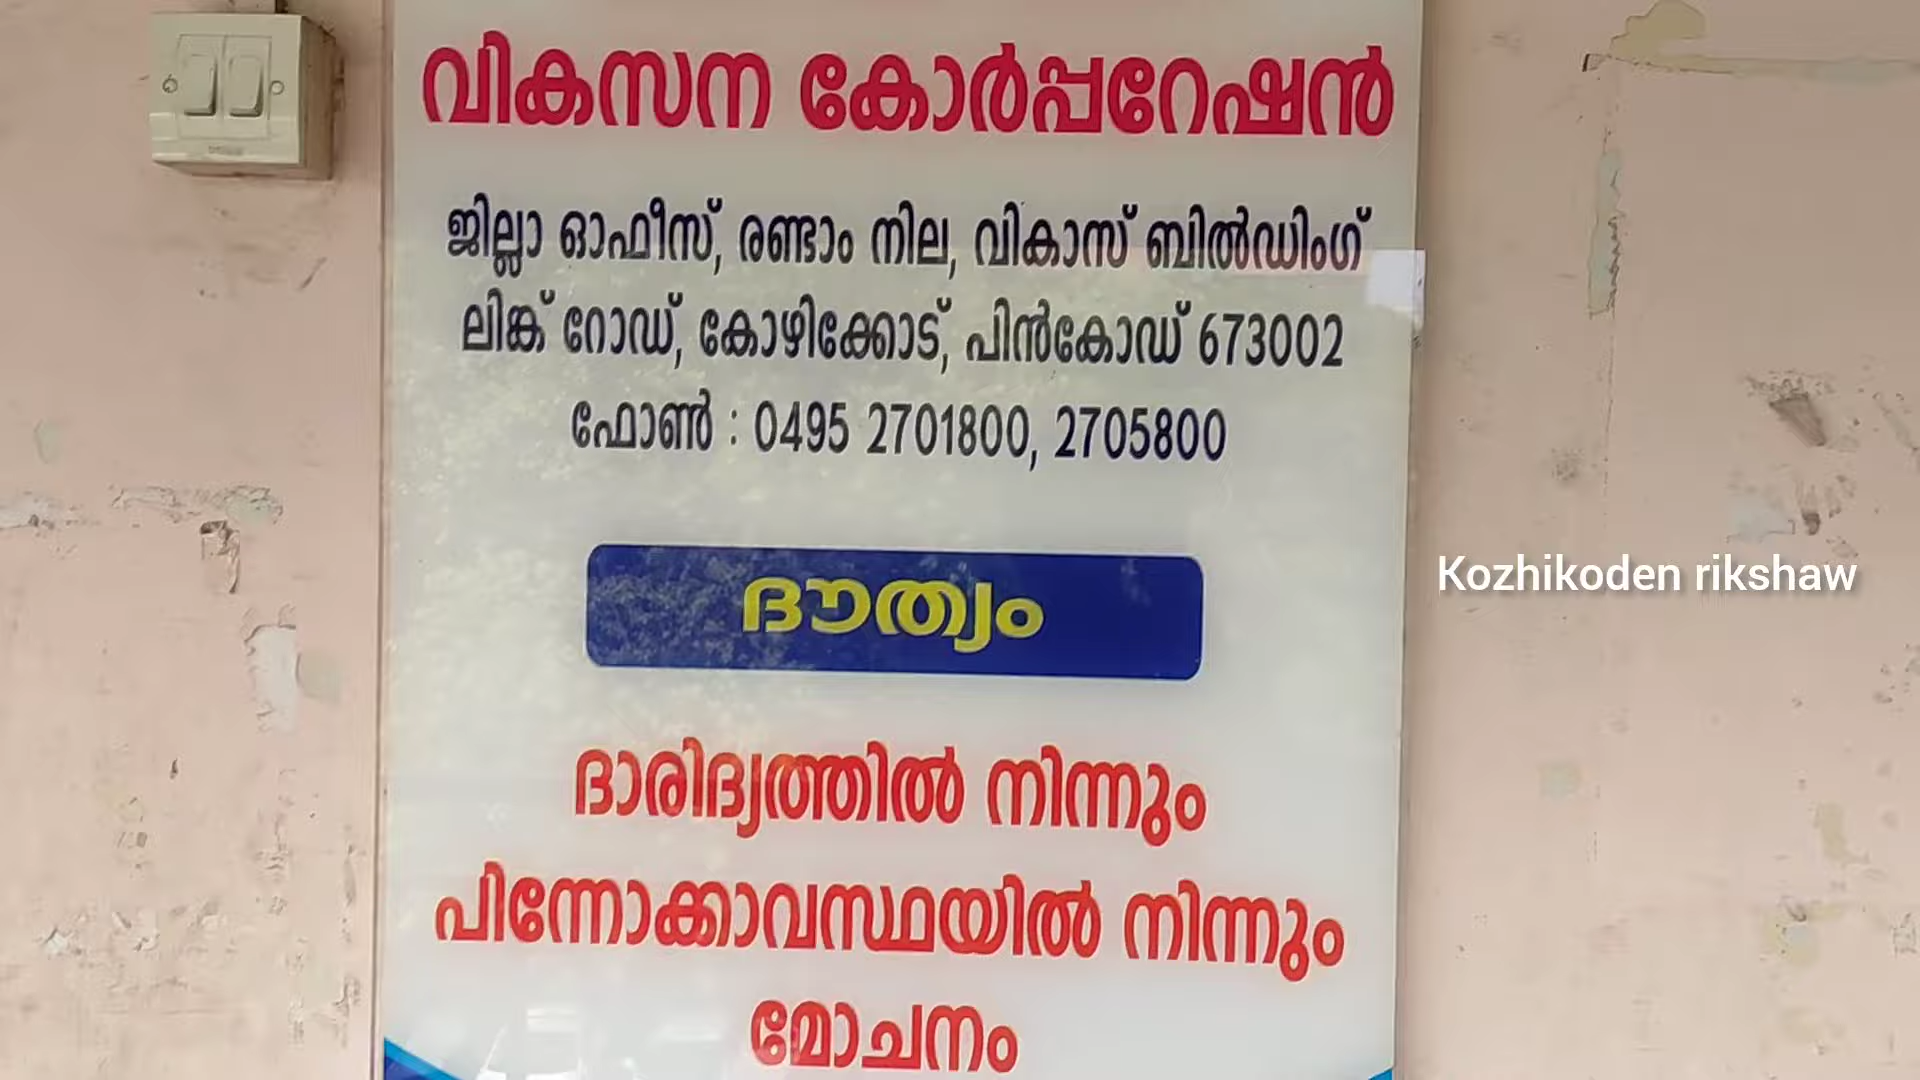 വികസന കോർപ്പറേഷൻ
ജില്ലാ ഓഫീസ്, രണ്ടാം നില, വികാസ് ബിൽഡിംഗ്
ലിങ്ക് റോഡ്, കോഴിക്കോട്, പിൻകോഡ് 673002
ഫോൺ : 0495 2701800, 2705800
ദൗത്യം
Kozhikoden rikshaw
ദാരിദ്ര്യത്തിൽ നിന്നും
പിന്നോക്കാവസ്ഥയിൽ നിന്നും
മോചനം